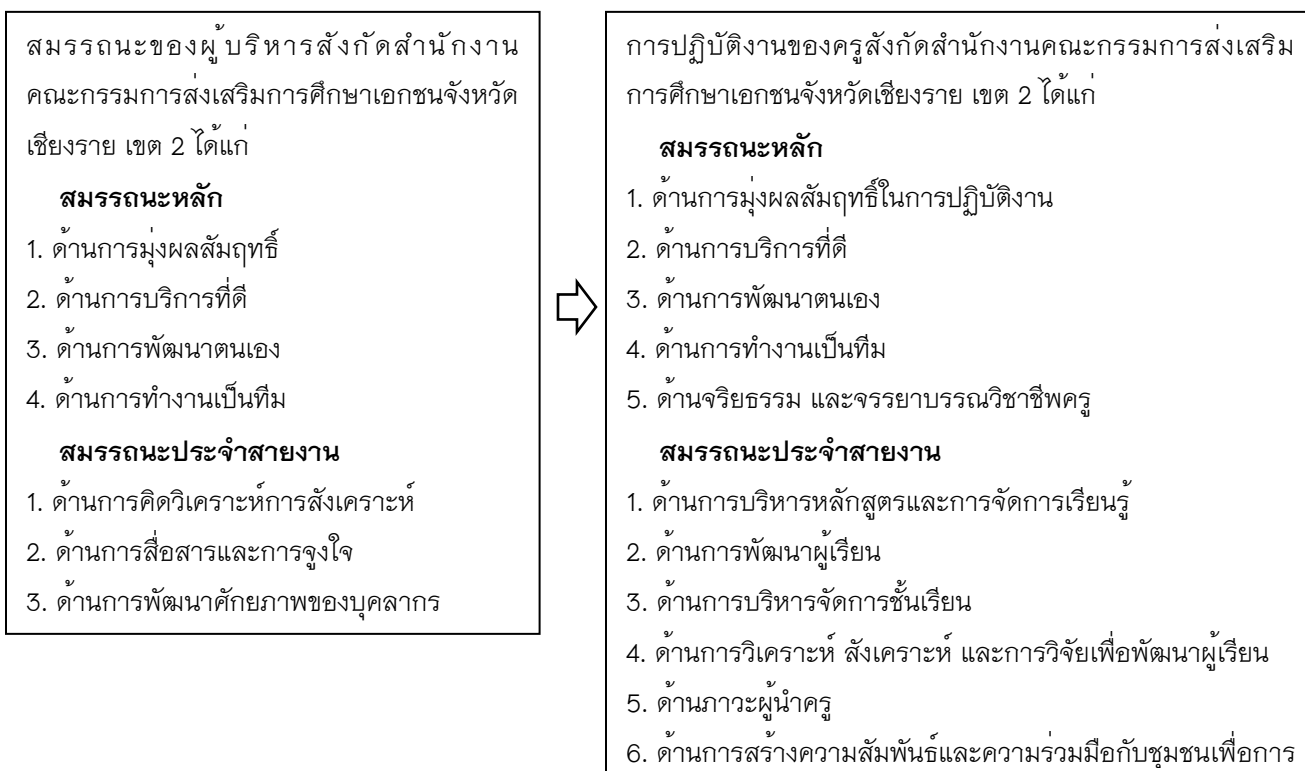 สมรรถนะของผู้บริหารสังกัดสำนักงาน
คณะกรรมการส่งเสริมการศึกษาเอกชนจังหวัด
เชียงราย เขต 2 ได้แก่
สมรรถนะหลัก
1. ด้านการมุ่งผลสัมฤทธิ์
2. ด้านการบริการที่ดี
3. ด้านการพัฒนาตนเอง
4. ด้านการทำงานเป็นทีม
สมรรถนะประจำสายงาน
1. ด้านการคิดวิเคราะห์การสังเคราะห์
2. ด้านการสื่อสารและการจูงใจ
3. ด้านการพัฒนาศักยภาพของบุคลากร
การปฏิบัติงานของครูสังกัดสำนักงานคณะกรรมการส่งเสริม
การศึกษาเอกชนจังหวัดเชียงราย เขต 2 ได้แก่
สมรรถนะหลัก
1. ด้านการมุ่งผลสัมฤทธิ์ในการปฏิบัติงาน
2. ด้านการบริการที่ดี
3. ด้านการพัฒนาตนเอง
4. ด้านการทำงานเป็นทีม
5. ด้านจริยธรรม และจรรยาบรรณวิชาชีพครู
สมรรถนะประจำสายงาน
1. ด้านการบริหารหลักสูตรและการจัดการเรียนรู้
2. ด้านการพัฒนาผู้เรียน
3. ด้านการบริหารจัดการชั้นเรียน
4. ด้านการวิเคราะห์ สังเคราะห์ และการวิจัยเพื่อพัฒนาผู้เรียน
5. ด้านภาวะผู้นำครู
6. ด้านการสร้างความสัมพันธ์และความร่วมมือกับชุมชนเพื่อการ